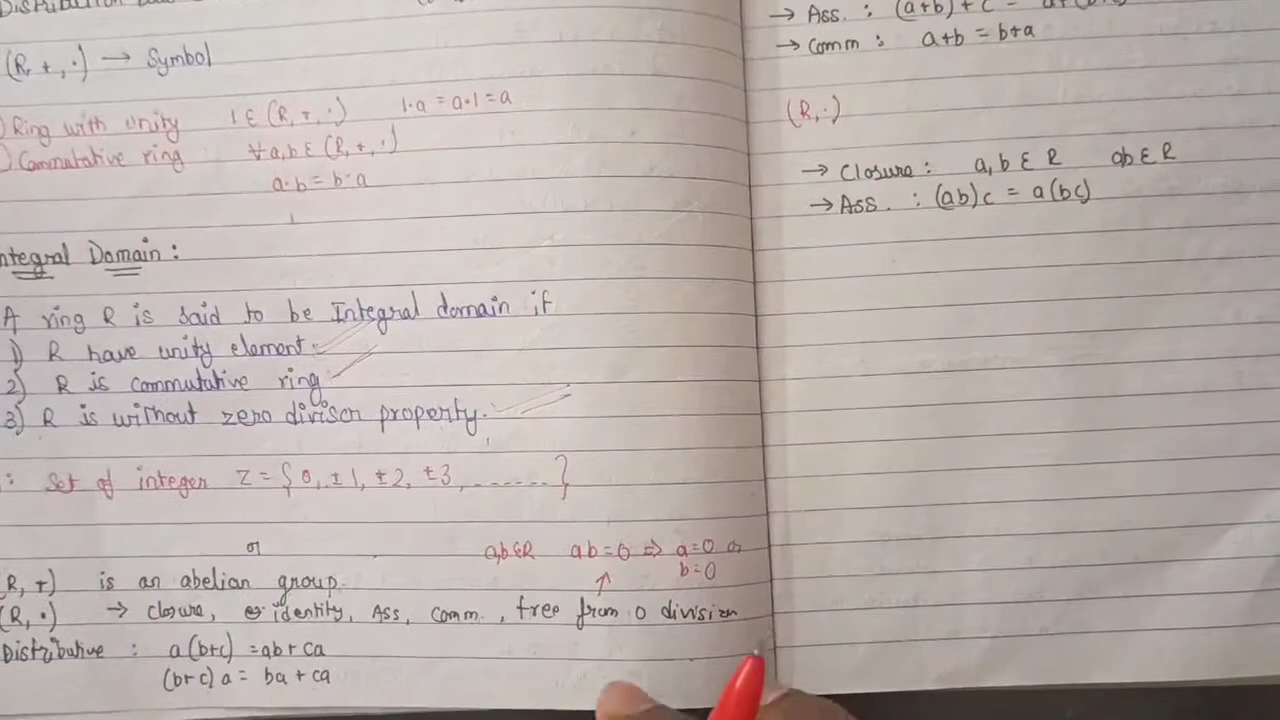 (R, +, ·) → Symbol
Ring with unity 1 ∈ (R, +, ·) 1·a = a·1 = a
Commutative ring : ∀ a,b ∈ (R, +, ·)
a·b = b·a
ntegral Domain :
A ring R is said to be Integral domain if
1) R have unity element.
2) R is commutative ring
3) R is without zero divison property.
: Set of integer Z = {0, ±1, ±2, ±3, ......}
or
a,b∈R ab = 0 ⇒ a=0 or
b=0
R, +) is an abelian group.
(R, ·) → closure, identity, Ass, comm., free from 0 division
Distributive : a(b+c) = ab + ca
(b+c)a = ba + ca
→ Ass. : (a+b)+c =
→ Comm : a+b = b+a
(R, ·)
→ Closure : a, b ∈ R ab ∈ R
→ Ass. : (ab)c = a(bc)